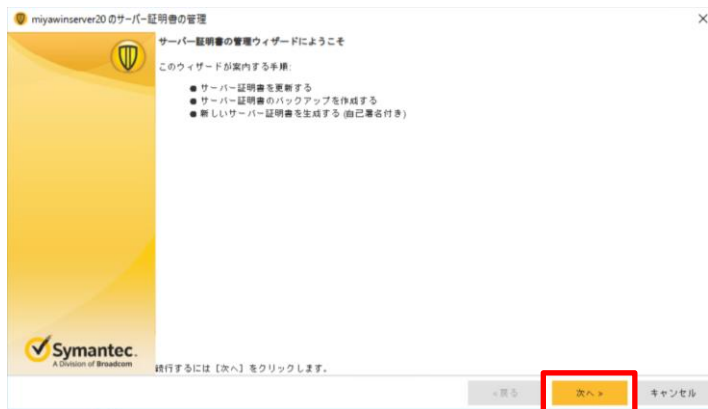 miyawinserver20 のサーバー証明書の管理
サーバー証明書の管理ウィザードにようこそ
このウィザードが案内する手順:
● サーバー証明書を更新する
● サーバー証明書のバックアップを作成する
● 新しいサーバー証明書を生成する (自己署名付き)
Symantec.
A Division of Broadcom
続行するには [次へ] をクリックします。
«戻る
次へ »
キャンセル